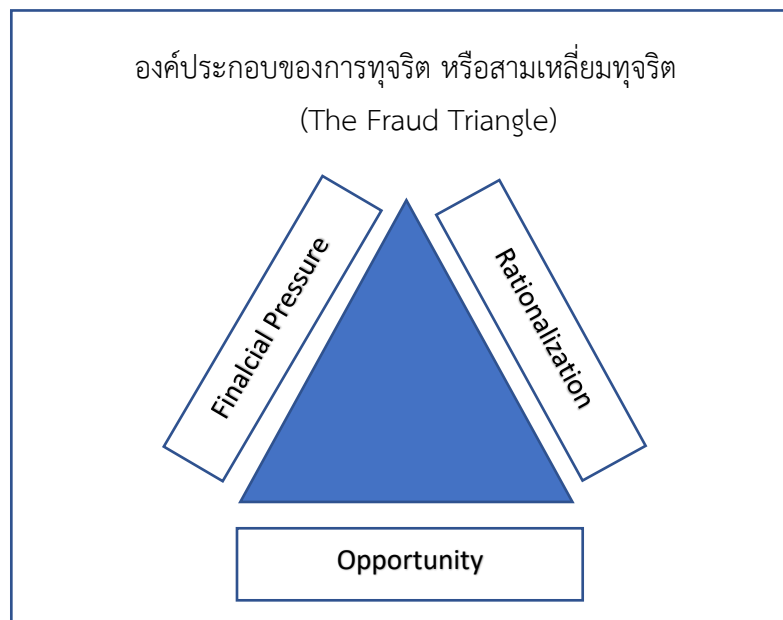 องค์ประกอบของการทุจริต หรือสามเหลี่ยมทุจริต
(The Fraud Triangle)
Finalcial Pressure
Rationalization
Opportunity